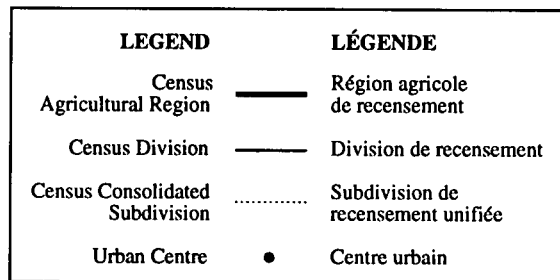 LEGEND LÉGENDE
Census Agricultural Region Région agricole de recensement
Census Division Division de recensement
Census Consolidated Subdivision Subdivision de recensement unifiée
Urban Centre Centre urbain